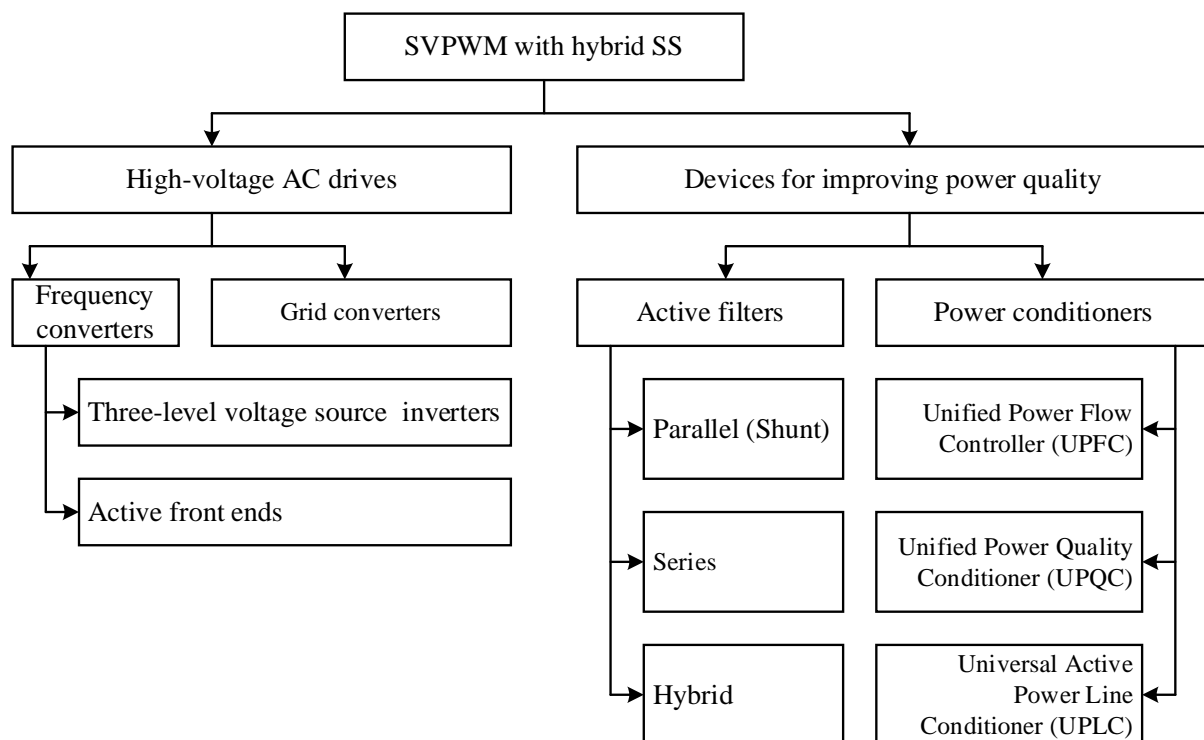 SVPWM with hybrid SS
High-voltage AC drives
Devices for improving power quality
Frequency
converters
Grid converters
Active filters
Power conditioners
Three-level voltage source inverters
Active front ends
Parallel (Shunt)
Series
Hybrid
Unified Power Flow
Controller (UPFC)
Unified Power Quality
Conditioner (UPQC)
Universal Active
Power Line
Conditioner (UPLC)